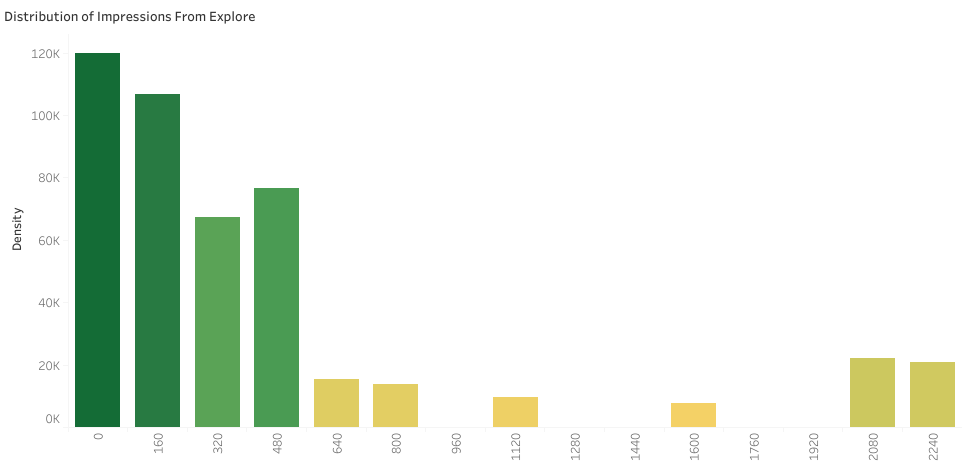 Distribution of Impressions From Explore
120K
100K
80K
60K
40K
20K
0K
Density
0
160
320
480
640
800
960
1120
1280
1440
1600
1760
1920
2080
2240